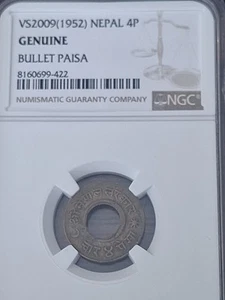 VS2009(1952) NEPAL 4P
GENUINE
BULLET PAISA
8160699-422
NUMISMATIC GUARANTY COMPANY
NGC